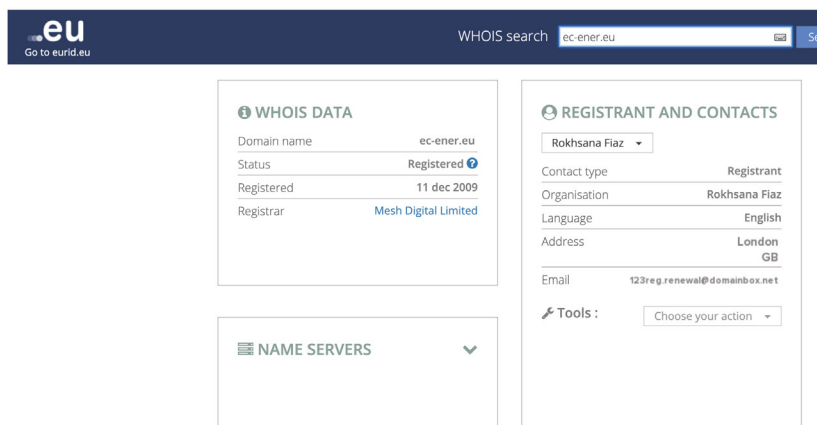 .eu
Go to eurid.eu
WHOIS search ec-ener.eu
WHOIS DATA
Domain name ec-ener.eu
Status Registered
Registered 11 dec 2009
Registrar Mesh Digital Limited
NAME SERVERS
REGISTRANT AND CONTACTS
Rokhsana Fiaz
Contact type Registrant
Organisation Rokhsana Fiaz
Language English
Address London
GB
Email 123reg.renewal@domainbox.net
Tools :
Choose your action